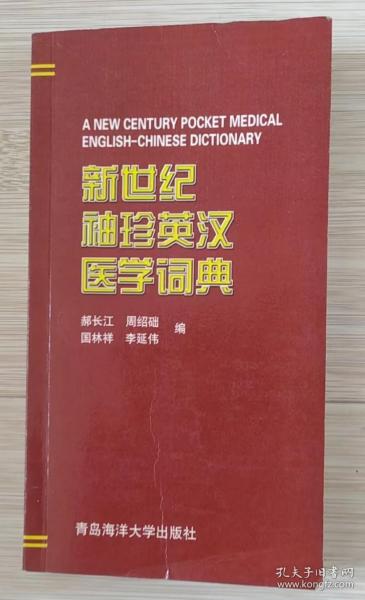 A NEW CENTURY POCKET MEDICAL
ENGLISH-CHINESE DICTIONARY
新世纪
袖珍英汉
医学词典
郝长江 周绍础
国林祥 李延伟 编
青岛海洋大学出版社
孔夫子旧书网
www.kongfz.com